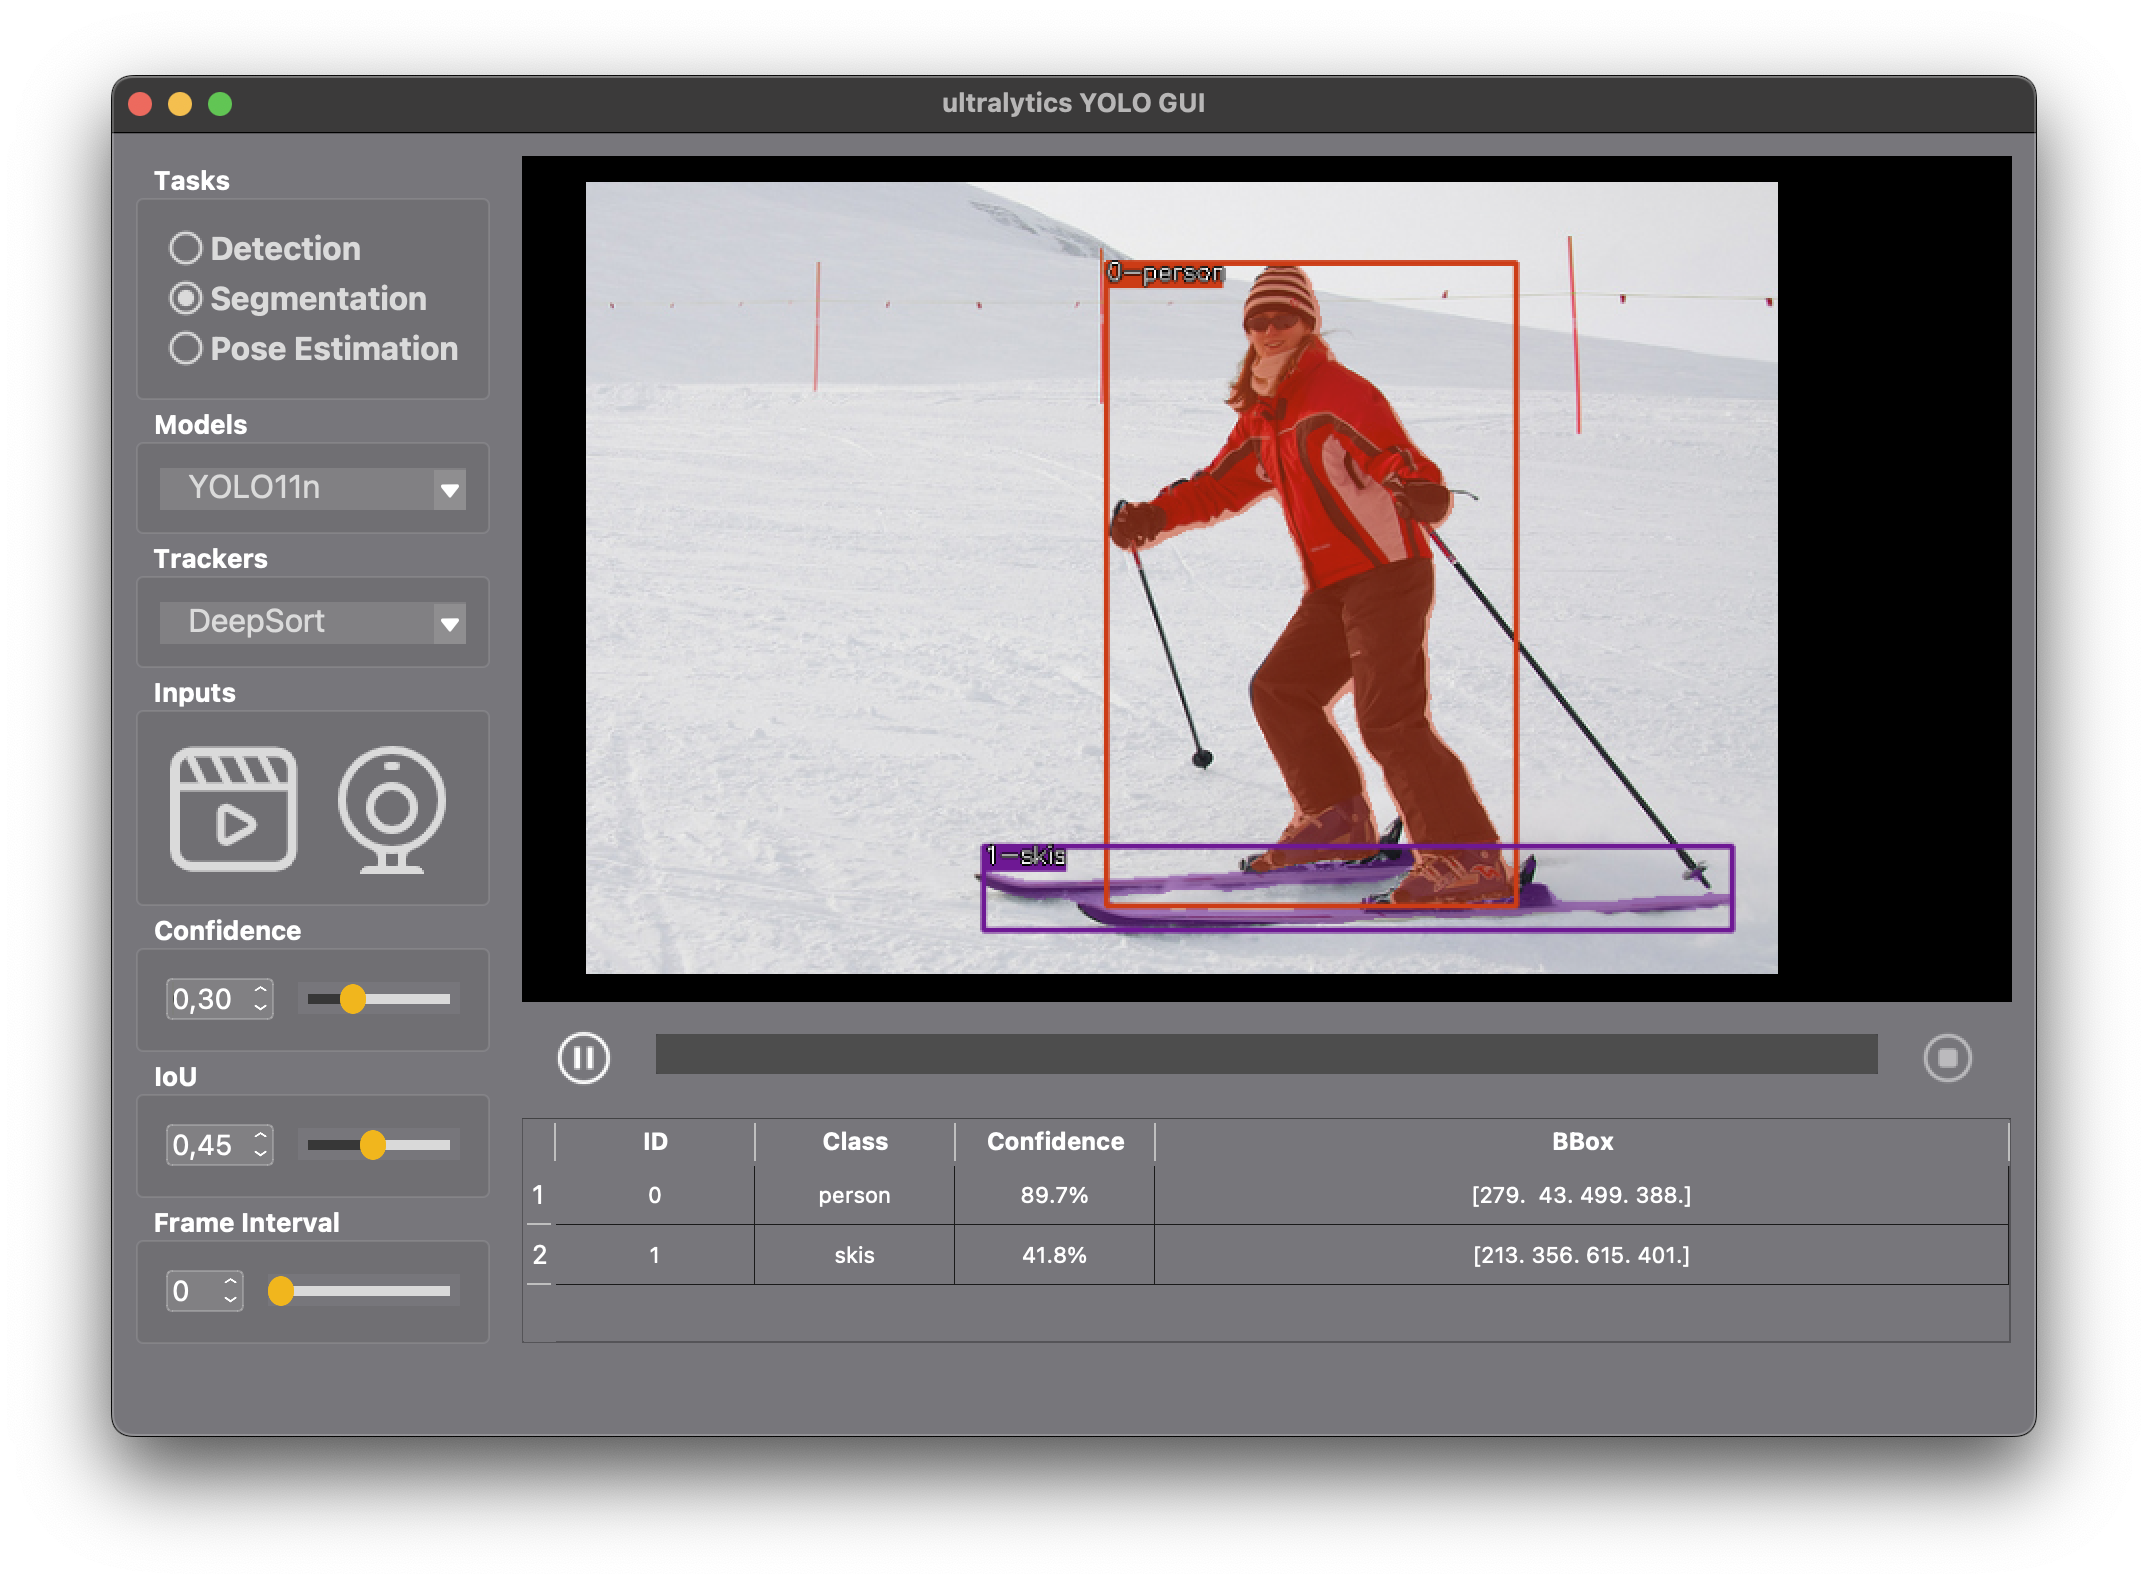 ultralytics YOLO GUI
Tasks
Detection
Segmentation
Pose Estimation
Models
YOLO11n
Trackers
DeepSort
Inputs
Confidence
0,30
IoU
0,45
Frame Interval
0
0-person
1-skis
ID Class Confidence BBox
1 0 person 89.7% [279. 43. 499. 388.]
2 1 skis 41.8% [213. 356. 615. 401.]